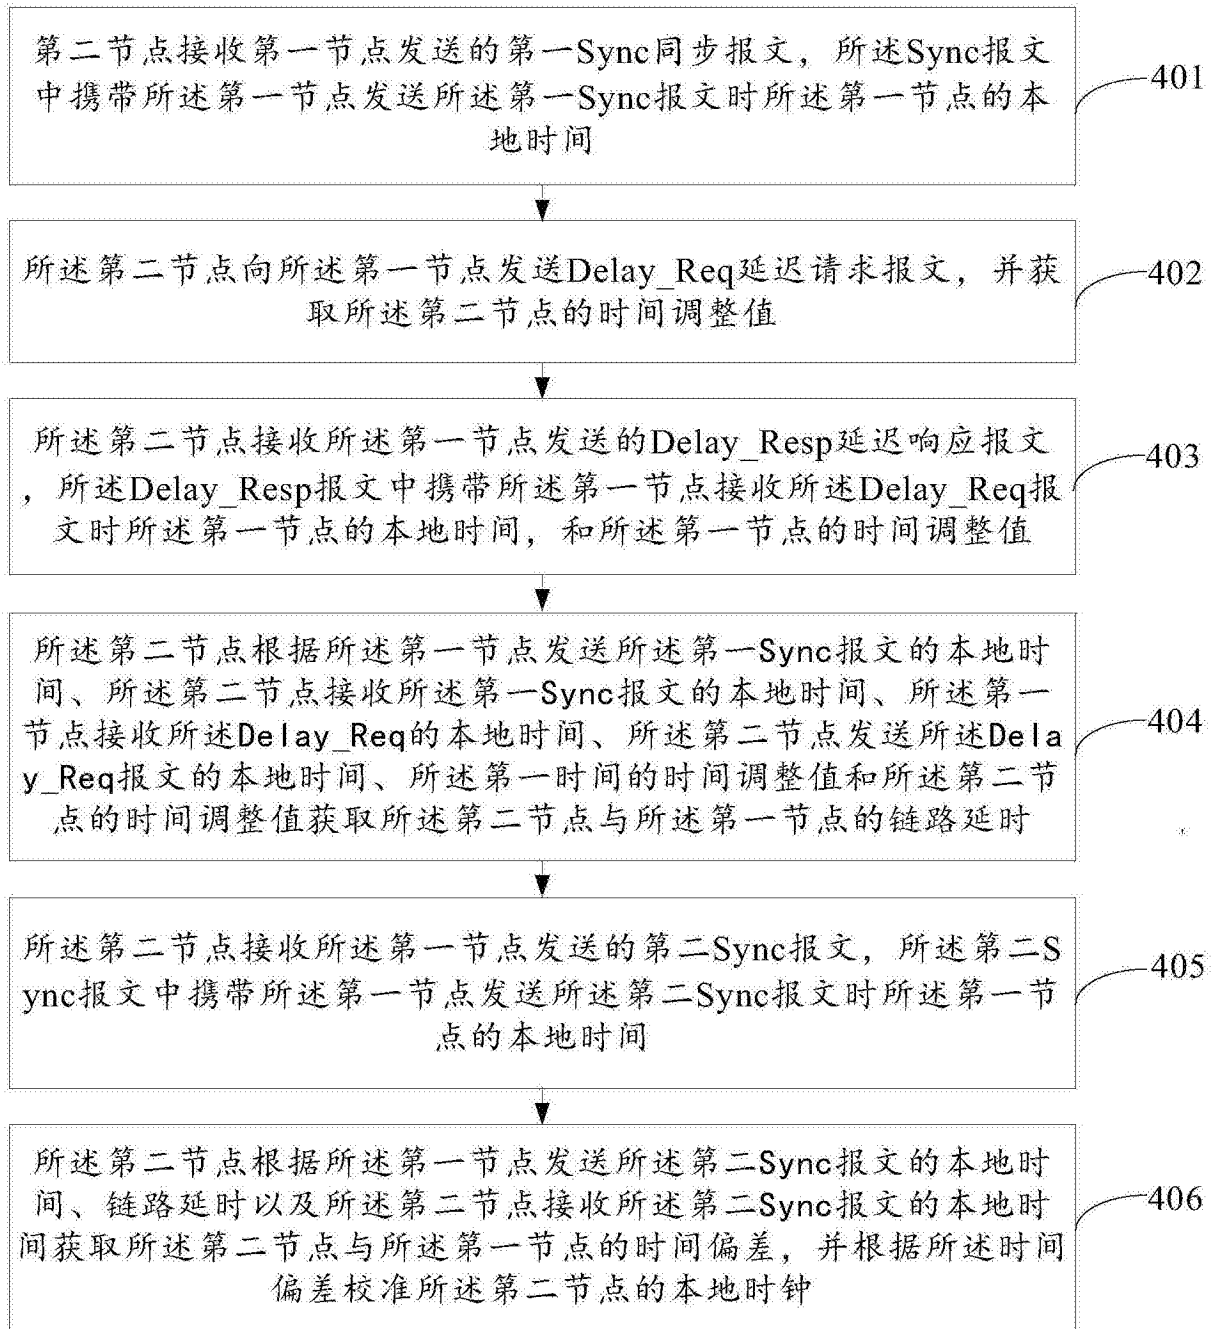 第二节点接收第一节点发送的第一Sync同步报文，所述Sync报文
中携带所述第一节点发送所述第一Sync报文时所述第一节点的本
地时间
401
所述第二节点向所述第一节点发送Delay_Req延迟请求报文，并获
取所述第二节点的时间调整值
402
所述第二节点接收所述第一节点发送的Delay_Resp延迟响应报文
，所述Delay_Resp报文中携带所述第一节点接收所述Delay_Req报
文时所述第一节点的本地时间，和所述第一节点的时间调整值
403
所述第二节点根据所述第一节点发送所述第一Sync报文的本地时
间、所述第二节点接收所述第一Sync报文的本地时间、所述第一
节点接收所述Delay_Req的本地时间、所述第二节点发送所述Dela
y_Req报文的本地时间、所述第一时间的时间调整值和所述第二节
点的时间调整值获取所述第二节点与所述第一节点的链路延时
404
所述第二节点接收所述第一节点发送的第二Sync报文，所述第二S
ync报文中携带所述第一节点发送所述第二Sync报文时所述第一节
点的本地时间
405
所述第二节点根据所述第一节点发送所述第二Sync报文的本地时
间、链路延时以及所述第二节点接收所述第二Sync报文的本地时
间获取所述第二节点与所述第一节点的时间偏差，并根据所述时间
偏差校准所述第二节点的本地时钟
406